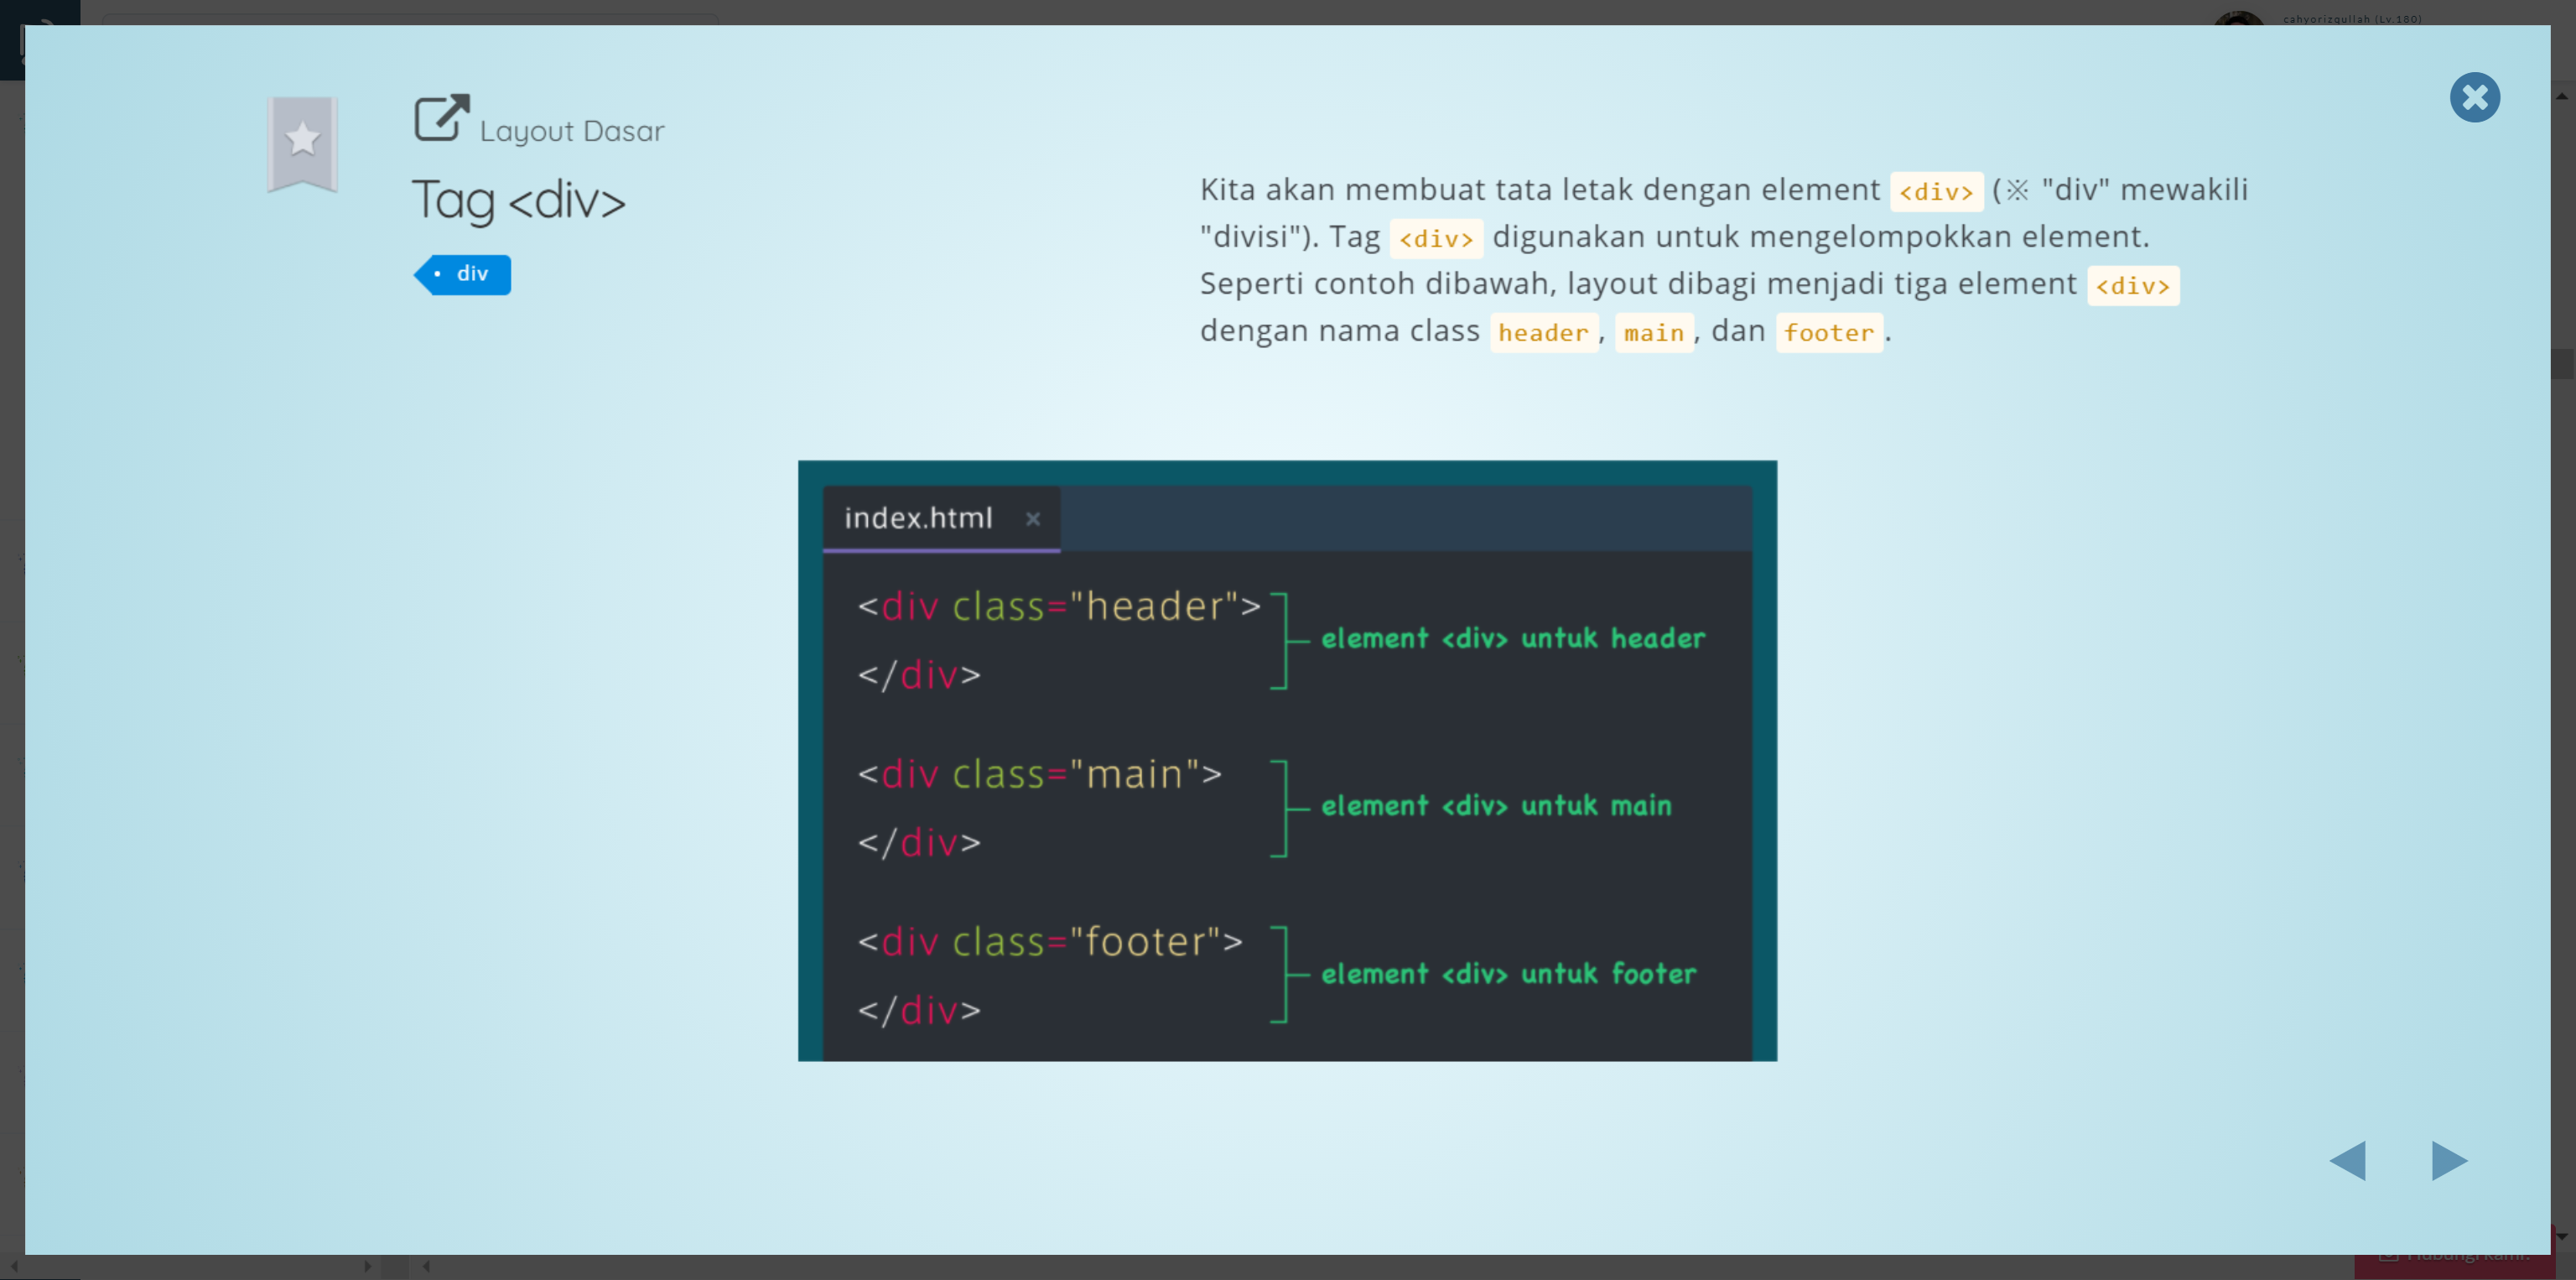 cahyorizqullah (Lv.180)
Layout Dasar
Tag <div>
div
Kita akan membuat tata letak dengan element <div> (※ "div" mewakili
"divisi"). Tag <div> digunakan untuk mengelompokkan element.
Seperti contoh dibawah, layout dibagi menjadi tiga element <div>
dengan nama class header, main, dan footer.
index.html ×
<div class="header">
element <div> untuk header
</div>
<div class="main">
element <div> untuk main
</div>
<div class="footer">
element <div> untuk footer
</div>